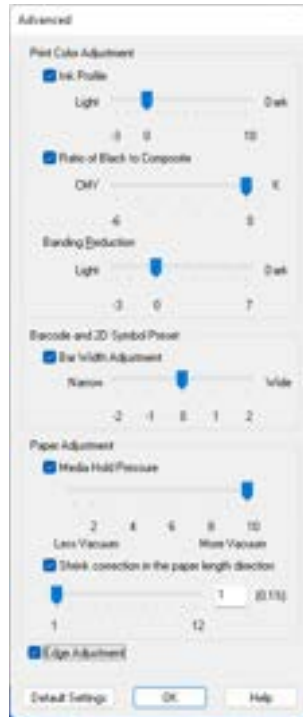 Advanced
Print Color Adjustment
Ink Profile
Light Dark
-3 0 10
Ratio of Black to Composite
CMY K
-6 0
Banding Reduction
Light Dark
-3 0 7
Barcode and 2D Symbol Preset
Bar Width Adjustment
Narrow Wide
-2 -1 0 1 2
Paper Adjustment
Media Hold Pressure
2 4 6 8 10
Less Vacuum More Vacuum
Shrink correction in the paper length direction
1 (0.1%)
1 12
Edge Adjustment
Default Settings OK Help